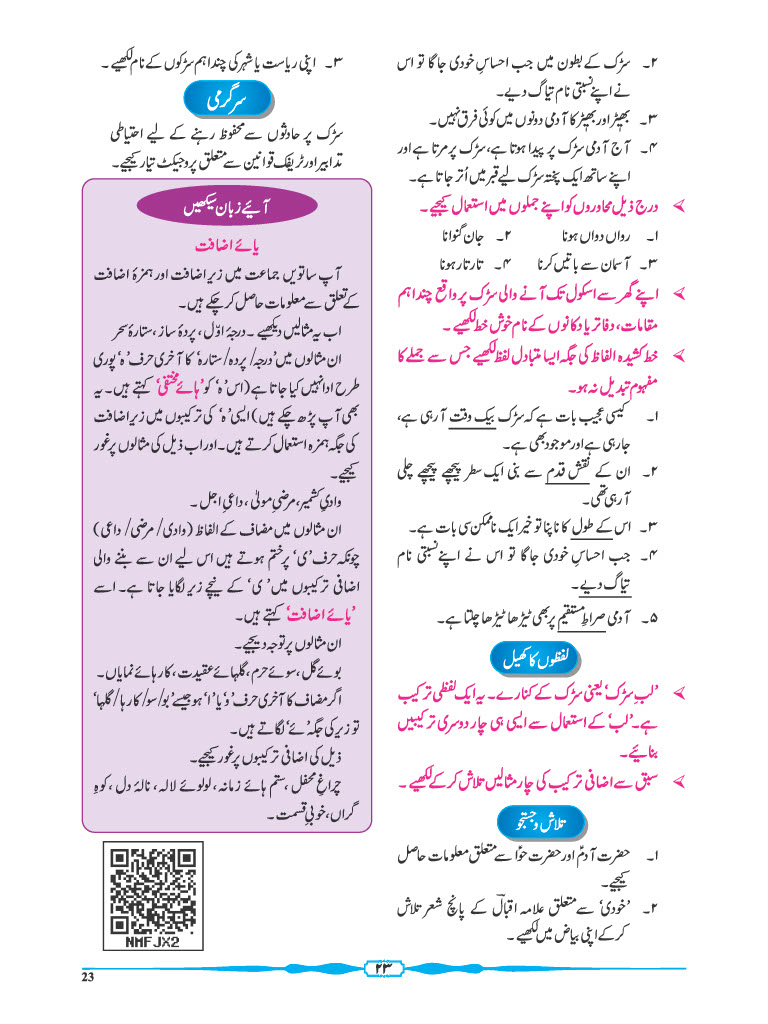 ۲۔ سڑک کے بطون میں جب احساسِ خودی جاگا تو اس
نے اپنے نسبتی نام تیاگ دیے۔
۳۔ بھیڑ اور بھیڑ کا آدمی دونوں میں کوئی فرق نہیں۔
۴۔ آج آدمی سڑک پر پیدا ہوتا ہے، سڑک پر مرتا ہے اور
اپنے ساتھ ایک پختہ سڑک لیے قبر میں اُتر جاتا ہے۔
درج ذیل محاوروں کو اپنے جملوں میں استعمال کیجیے۔
۱۔ رواں دواں ہونا ۲۔ جان گنوانا
۳۔ آسمان سے باتیں کرنا ۴۔ تار تار ہونا
اپنے گھر سے اسکول تک آنے والی سڑک پر واقع چند اہم
مقامات، دفاتر یا دکانوں کے نام خوش خط لکھیے۔
خط کشیدہ الفاظ کی جگہ ایسا متبادل لفظ لکھیے جس سے جملے کا
مفہوم تبدیل نہ ہو۔
۱۔ کیسی عجیب بات ہے کہ سڑک بیک وقت آرہی ہے،
جارہی ہے اور موجود بھی ہے۔
۲۔ ان کے نقش قدم سے بنی ایک سطر پیچھے پیچھے چلی
آرہی تھی۔
۳۔ اس کے طول کا ناپنا تو خیر ایک ناممکن سی بات ہے۔
۴۔ جب احساسِ خودی جاگا تو اس نے اپنے نسبتی نام
تیاگ دیے۔
۵۔ آدمی صراطِ مستقیم پر بھی ٹیڑھا ٹیڑھا چلتا ہے۔
لفظوں کا کھیل
'لبِ سڑک' یعنی سڑک کے کنارے۔ یہ ایک لفظی ترکیب
ہے۔ 'لب' کے استعمال سے ایسی ہی چار دوسری ترکیبیں
بنائیے۔
سبق سے اضافی ترکیب کی چار مثالیں تلاش کرکے لکھیے۔
تلاش و جستجو
۱۔ حضرت آدمؑ اور حضرت حوّا سے متعلق معلومات حاصل
کیجیے۔
۲۔ 'خودی' سے متعلق علامہ اقبالؔ کے پانچ شعر تلاش
کرکے اپنی بیاض میں لکھیے۔
۳۔ اپنی ریاست یا شہر کی چند اہم سڑکوں کے نام لکھیے۔
سرگرمی
سڑک پر حادثوں سے محفوظ رہنے کے لیے احتیاطی
تدابیر اور ٹریفک قوانین سے متعلق پروجیکٹ تیار کیجیے۔
آئیے زبان سیکھیں
یائے اضافت
آپ ساتویں جماعت میں زیرِ اضافت اور ہمزۂ اضافت
کے تعلق سے معلومات حاصل کرچکے ہیں۔
اب یہ مثالیں دیکھیے۔ درجۂ اوّل، پردۂ ساز، ستارۂ سحر
ان مثالوں میں 'درجہ/ پردہ/ ستارہ' کا آخری حرف 'ہ' پوری
طرح ادا نہیں کیا جاتا ہے (اس 'ہ' کو 'ہائے مختفی' کہتے ہیں۔ یہ
بھی آپ پڑھ چکے ہیں) ایسی 'ہ' کی ترکیبوں میں زیرِ اضافت
کی جگہ ہمزہ استعمال کرتے ہیں۔ اور اب ذیل کی مثالوں پر غور
کیجیے۔
وادیِ کشمیر، مرضیِ مولیٰ، داعیِ اجل۔
ان مثالوں میں مضاف کے الفاظ (وادی/ مرضی/ داعی)
چونکہ حرف 'ی' پر ختم ہوتے ہیں اس لیے ان سے بننے والی
اضافی ترکیبوں میں 'ی' کے نیچے زیر لگایا جاتا ہے۔ اسے
'یائے اضافت' کہتے ہیں۔
ان مثالوں پر توجہ دیجیے۔
بوئے گل، سوئے حرم، گلہائے عقیدت، کارہائے نمایاں۔
اگر مضاف کا آخری حرف 'و' یا 'ا' ہو جیسے 'بو/ سو/ کارہا/ گلہا'
تو زیر کی جگہ 'ئے' لگاتے ہیں۔
ذیل کی اضافی ترکیبوں پر غور کیجیے۔
چراغِ محفل، ستم ہائے زمانہ، لولوئے لالہ، نالۂ دل، کوہِ
گراں، خوبیِ قسمت۔
NMFJX2
۲۳
23